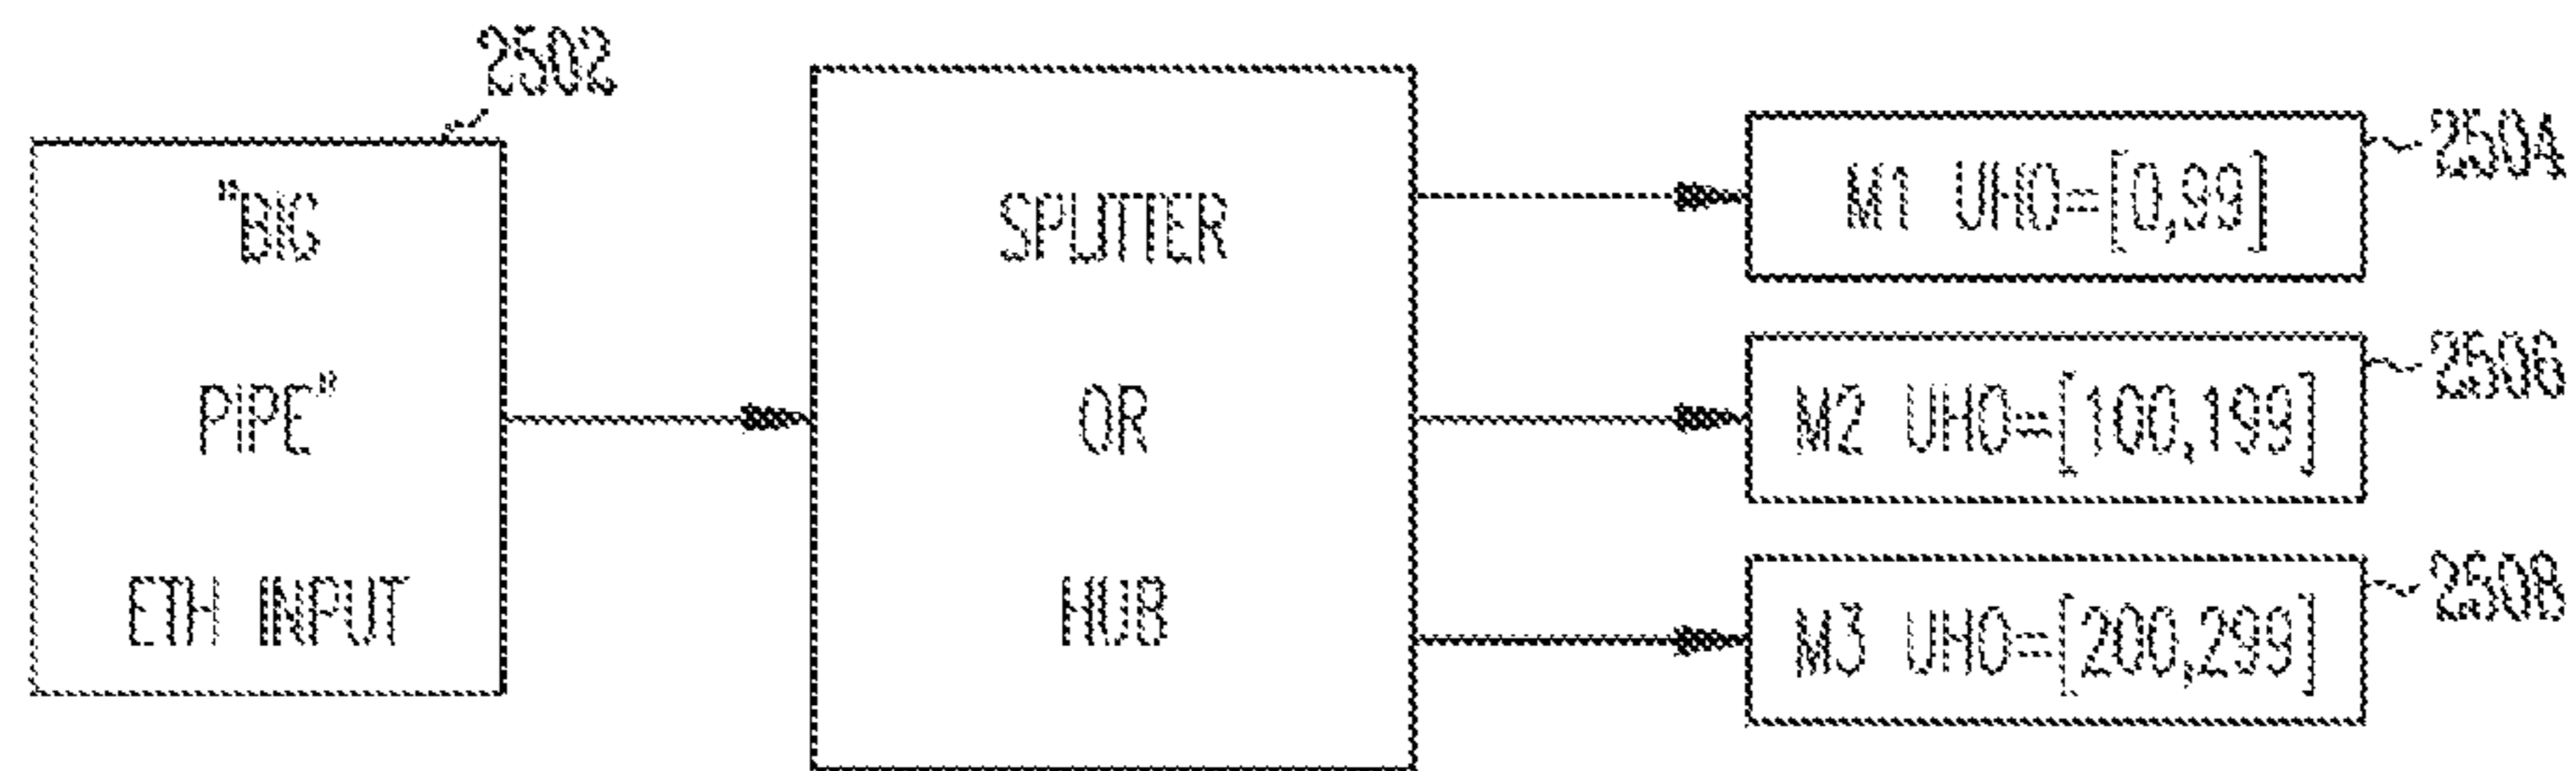 2502
"BIG
PIPE"
ETH INPUT
SPLITTER
OR
HUB
M1 UHO=[0,99]
2504
M2 UHO=[100,199]
2506
M3 UHO=[200,299]
2508